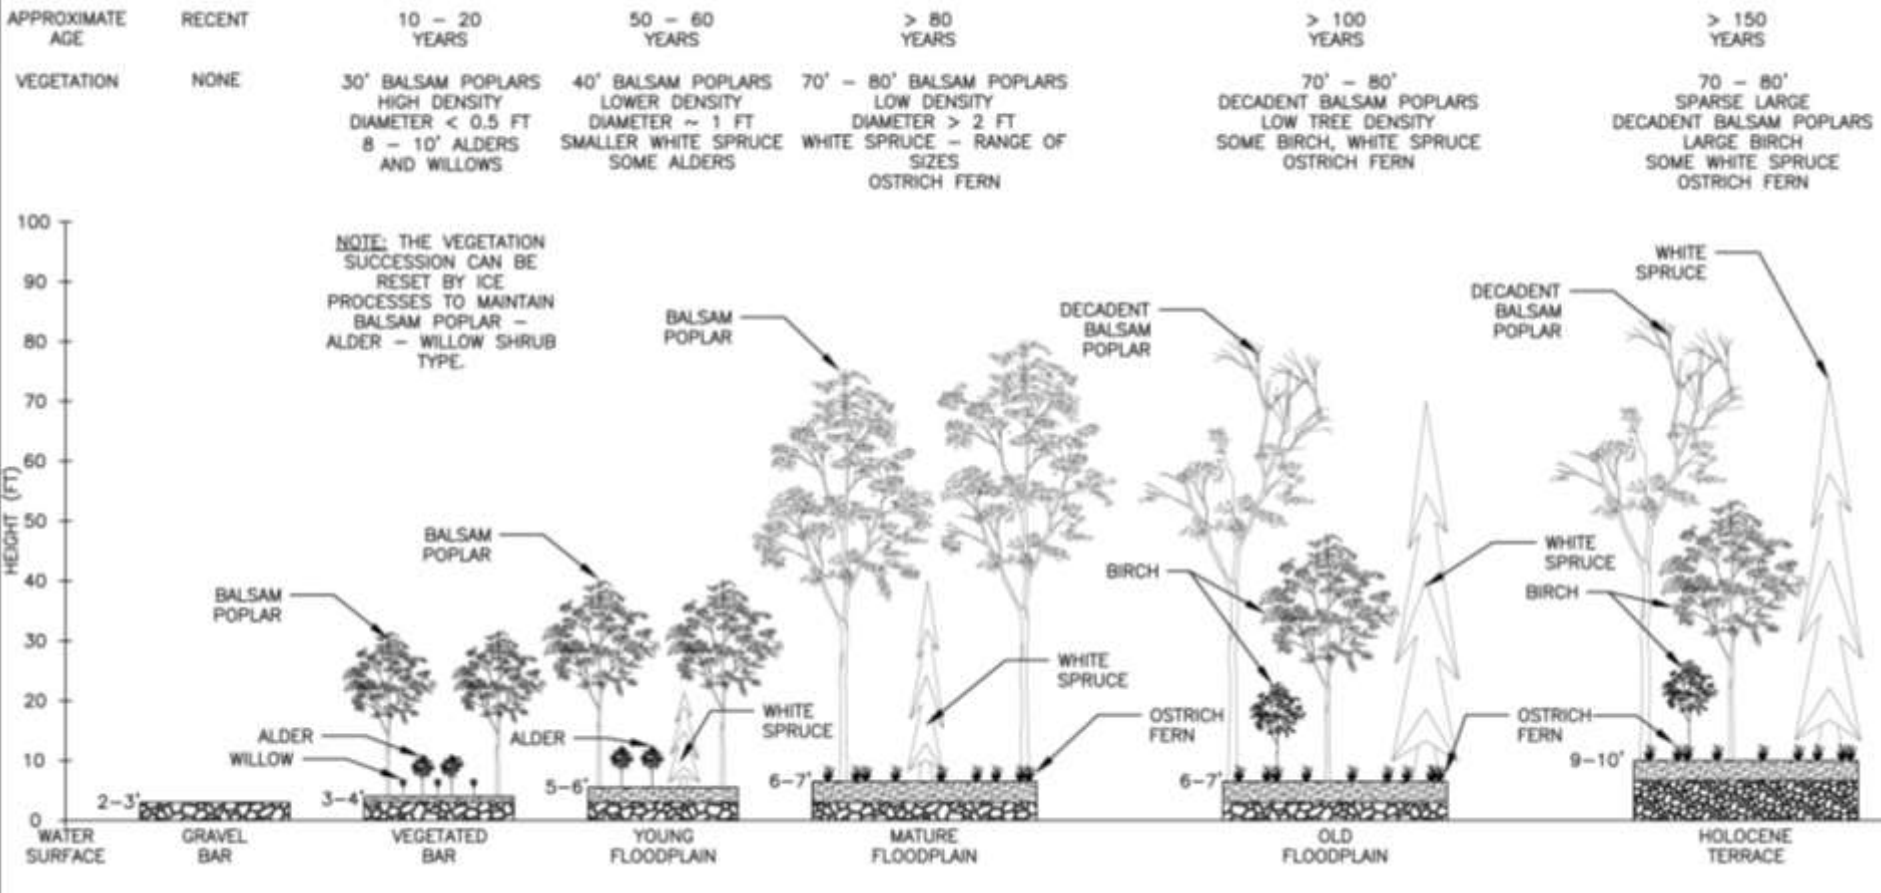 APPROXIMATE
AGE
RECENT
10 – 20
YEARS
50 – 60
YEARS
> 80
YEARS
> 100
YEARS
> 150
YEARS
VEGETATION
NONE
30' BALSAM POPLARS
HIGH DENSITY
DIAMETER < 0.5 FT
8 – 10' ALDERS
AND WILLOWS
40' BALSAM POPLARS
LOWER DENSITY
DIAMETER ~ 1 FT
SMALLER WHITE SPRUCE
SOME ALDERS
70' – 80' BALSAM POPLARS
LOW DENSITY
DIAMETER > 2 FT
WHITE SPRUCE – RANGE OF
SIZES
OSTRICH FERN
70' – 80'
DECADENT BALSAM POPLARS
LOW TREE DENSITY
SOME BIRCH, WHITE SPRUCE
OSTRICH FERN
70 – 80'
SPARSE LARGE
DECADENT BALSAM POPLARS
LARGE BIRCH
SOME WHITE SPRUCE
OSTRICH FERN
HEIGHT (FT)
100
90
80
70
60
50
40
30
20
10
0
NOTE: THE VEGETATION
SUCCESSION CAN BE
RESET BY ICE
PROCESSES TO MAINTAIN
BALSAM POPLAR –
ALDER – WILLOW SHRUB
TYPE.
2–3'
BALSAM
POPLAR
ALDER
WILLOW
3–4'
BALSAM
POPLAR
ALDER
WHITE
SPRUCE
5–6'
BALSAM
POPLAR
WHITE
SPRUCE
OSTRICH
FERN
6–7'
DECADENT
BALSAM
POPLAR
BIRCH
WHITE
SPRUCE
OSTRICH
FERN
6–7'
WHITE
SPRUCE
DECADENT
BALSAM
POPLAR
BIRCH
9–10'
WATER
SURFACE
GRAVEL
BAR
VEGETATED
BAR
YOUNG
FLOODPLAIN
MATURE
FLOODPLAIN
OLD
FLOODPLAIN
HOLOCENE
TERRACE